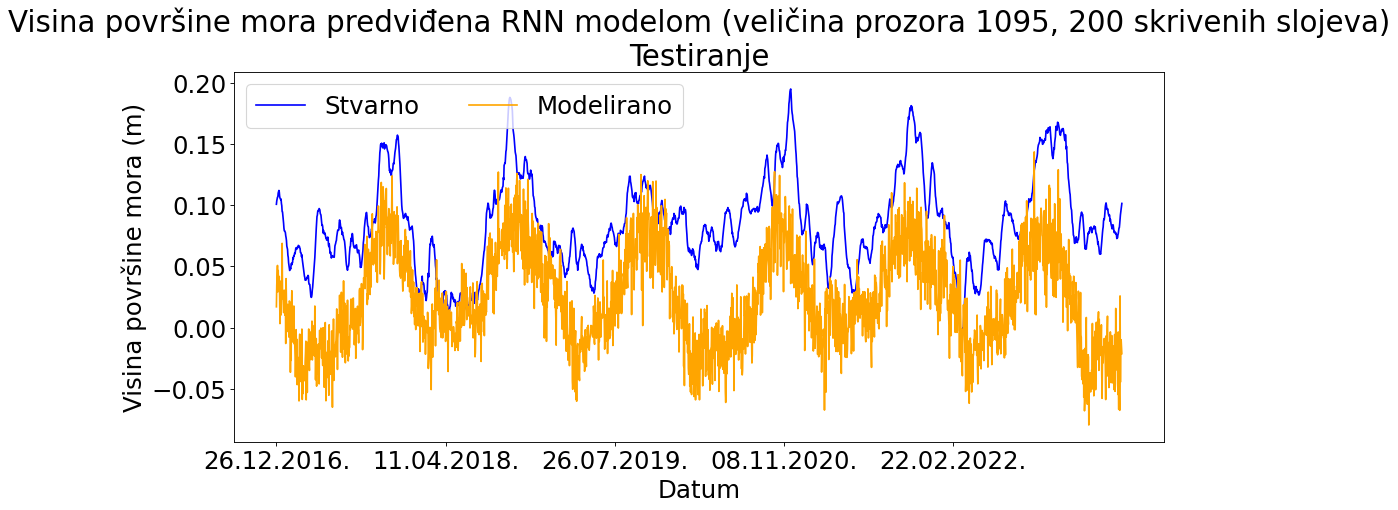 Visina površine mora predviđena RNN modelom (veličina prozora 1095, 200 skrivenih slojeva)
Testiranje
Stvarno Modelirano
Visina površine mora (m)
0.20
0.15
0.10
0.05
0.00
−0.05
26.12.2016. 11.04.2018. 26.07.2019. 08.11.2020. 22.02.2022.
Datum